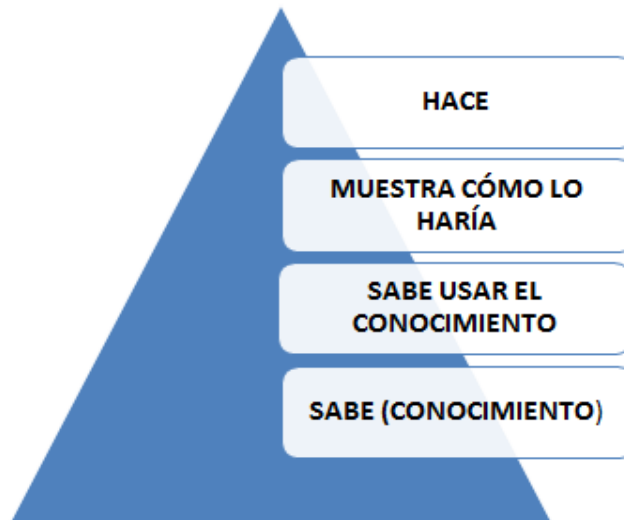 HACE
MUESTRA CÓMO LO
HARÍA
SABE USAR EL
CONOCIMIENTO
SABE (CONOCIMIENTO)